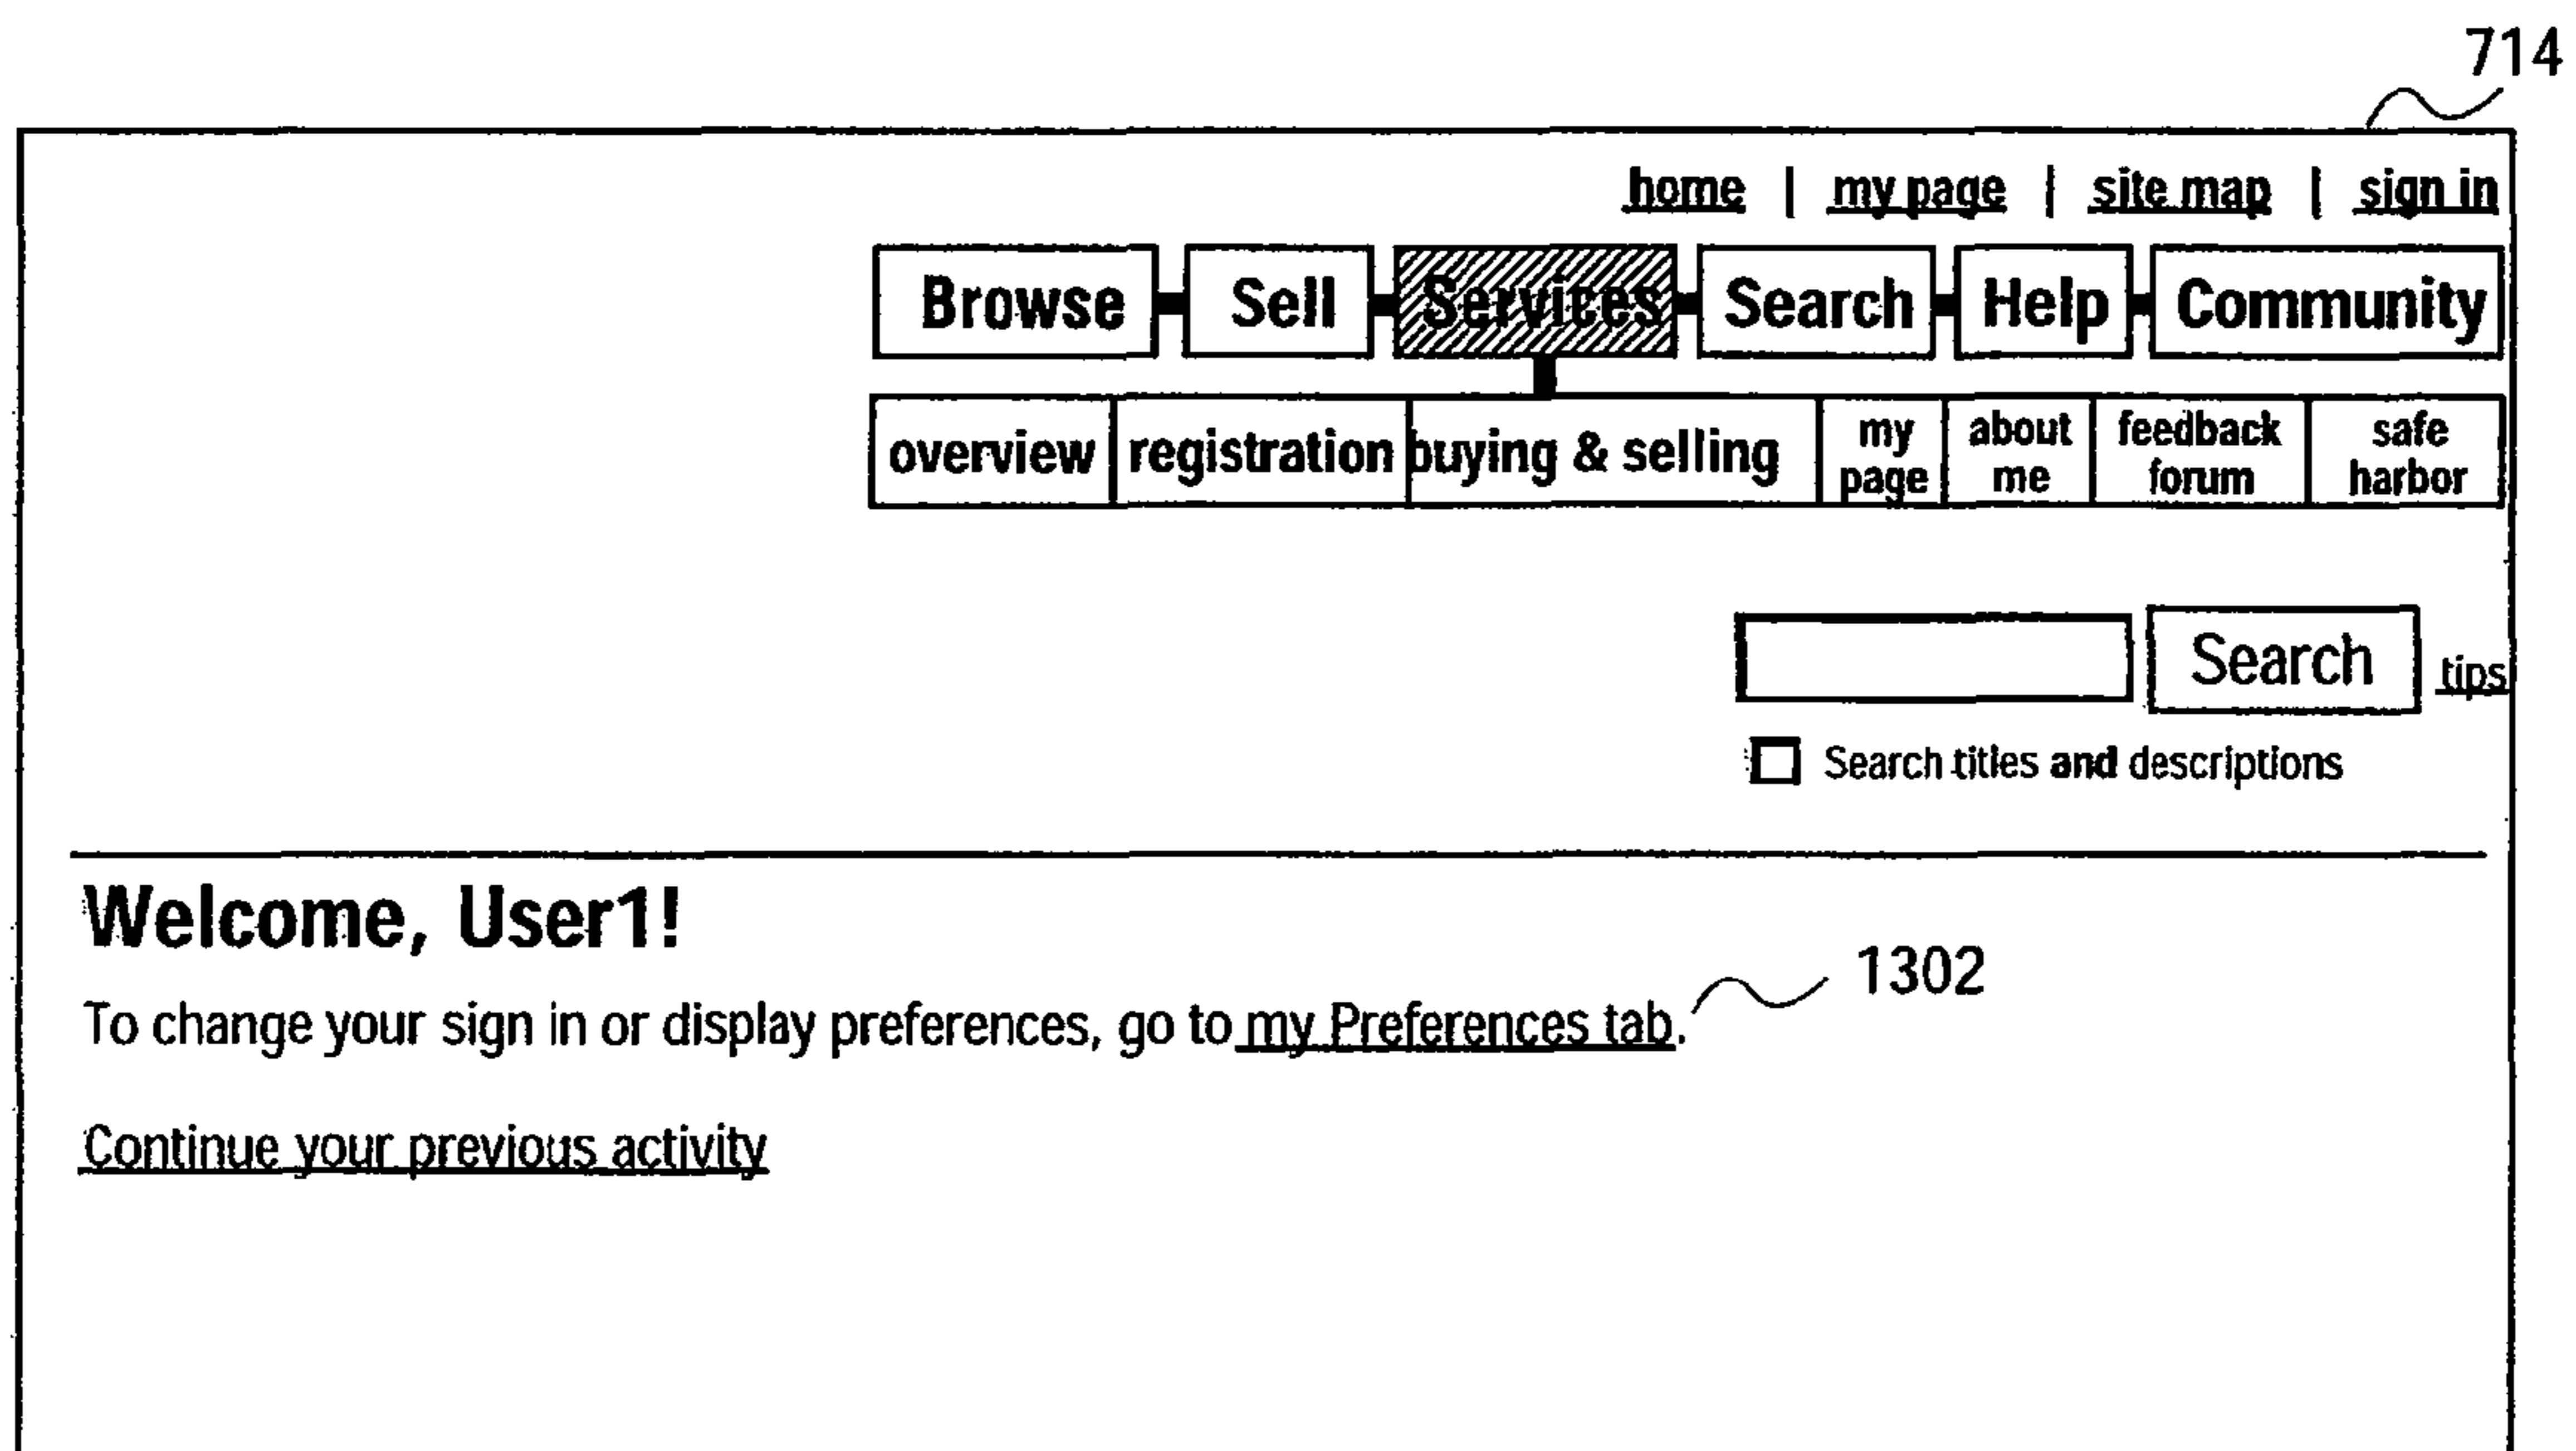 714
home | my page | site map | sign in
Browse Sell Services Search Help Community
overview registration buying & selling my page about me feedback forum safe harbor
Search tips
Search titles and descriptions
Welcome, User1!
1302
To change your sign in or display preferences, go to my Preferences tab.
Continue your previous activity